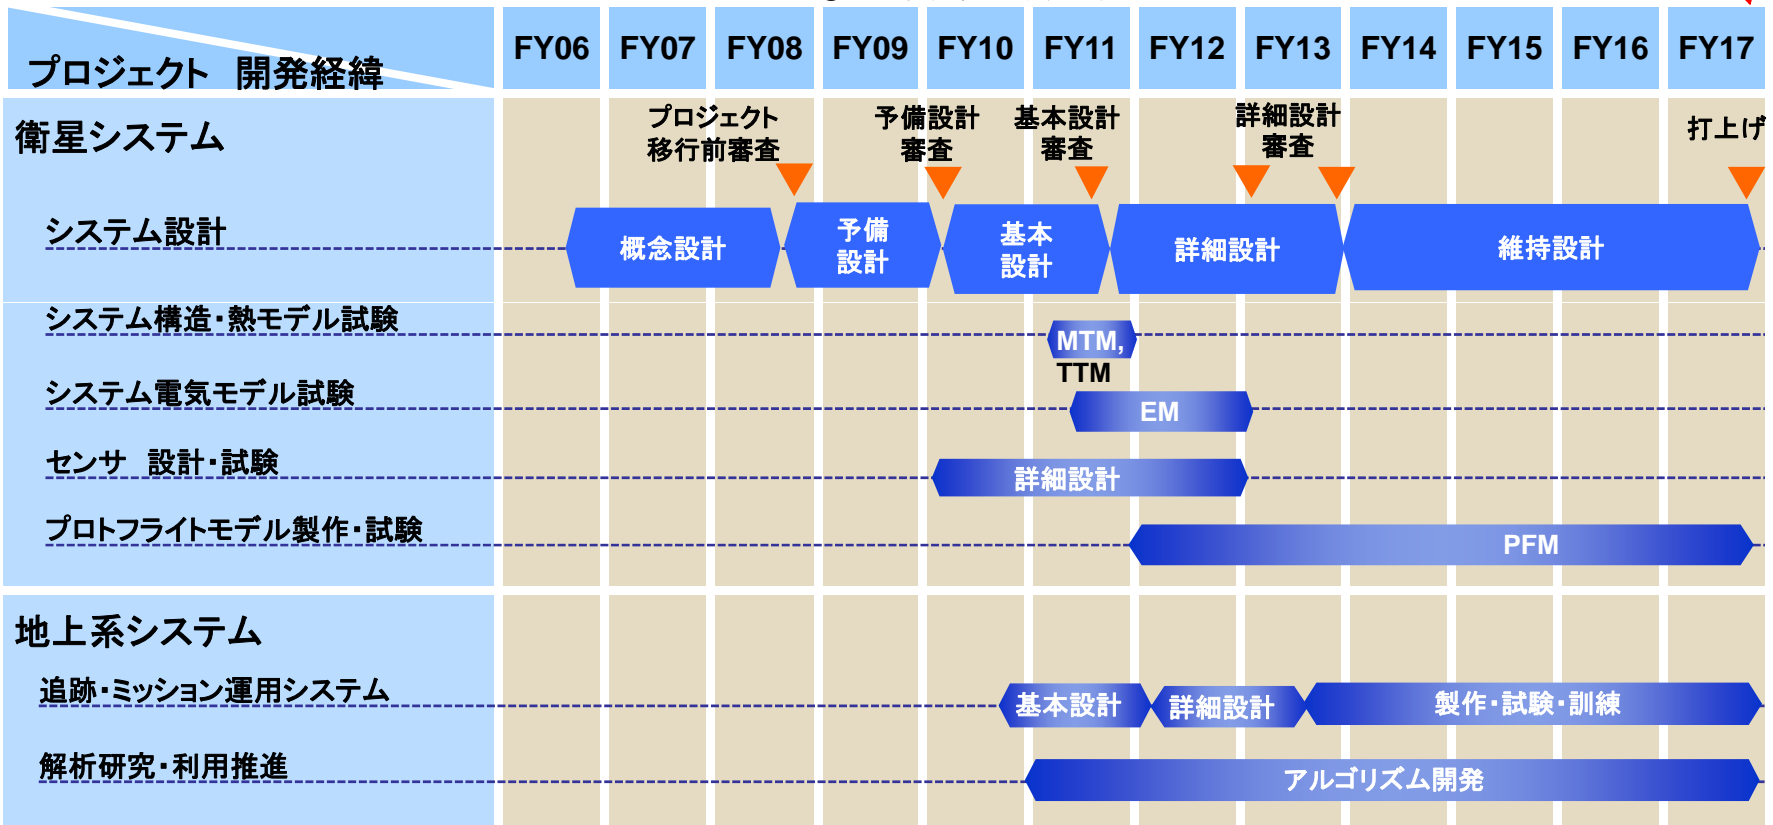 プロジェクト　開発経緯
FY06 FY07 FY08 FY09 FY10 FY11 FY12 FY13 FY14 FY15 FY16 FY17
衛星システム
プロジェクト
移行前審査
予備設計
審査
基本設計
審査
詳細設計
審査
打上げ
システム設計
概念設計
予備
設計
基本
設計
詳細設計
維持設計
システム構造・熱モデル試験
MTM,
TTM
システム電気モデル試験
EM
センサ　設計・試験
詳細設計
プロトフライトモデル製作・試験
PFM
地上系システム
追跡・ミッション運用システム
基本設計
詳細設計
製作・試験・訓練
解析研究・利用推進
アルゴリズム開発